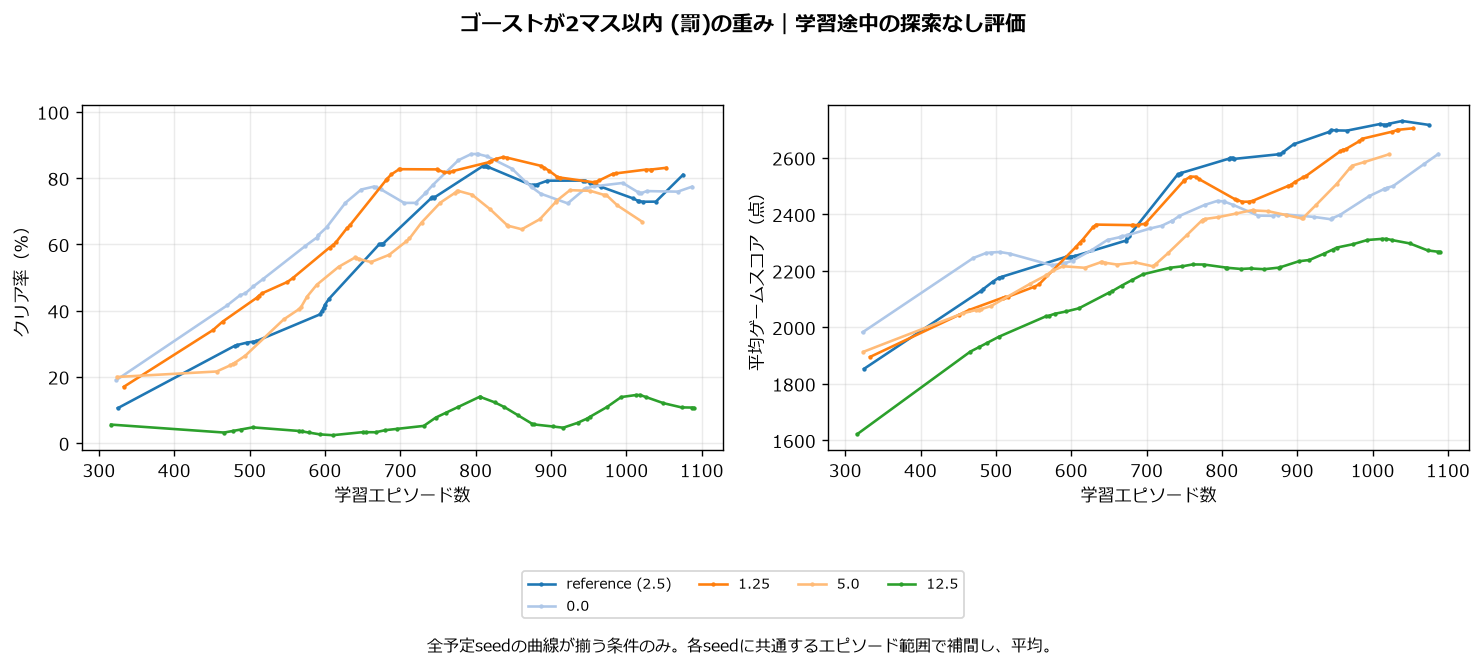 ゴーストが2マス以内 (罰)の重み｜学習途中の探索なし評価
クリア率（%）
100
80
60
40
20
0
300 400 500 600 700 800 900 1000 1100
学習エピソード数
平均ゲームスコア（点）
2600
2400
2200
2000
1800
1600
300 400 500 600 700 800 900 1000 1100
学習エピソード数
reference (2.5) 1.25 5.0 12.5
0.0
全予定seedの曲線が揃う条件のみ。各seedに共通するエピソード範囲で補間し、平均。